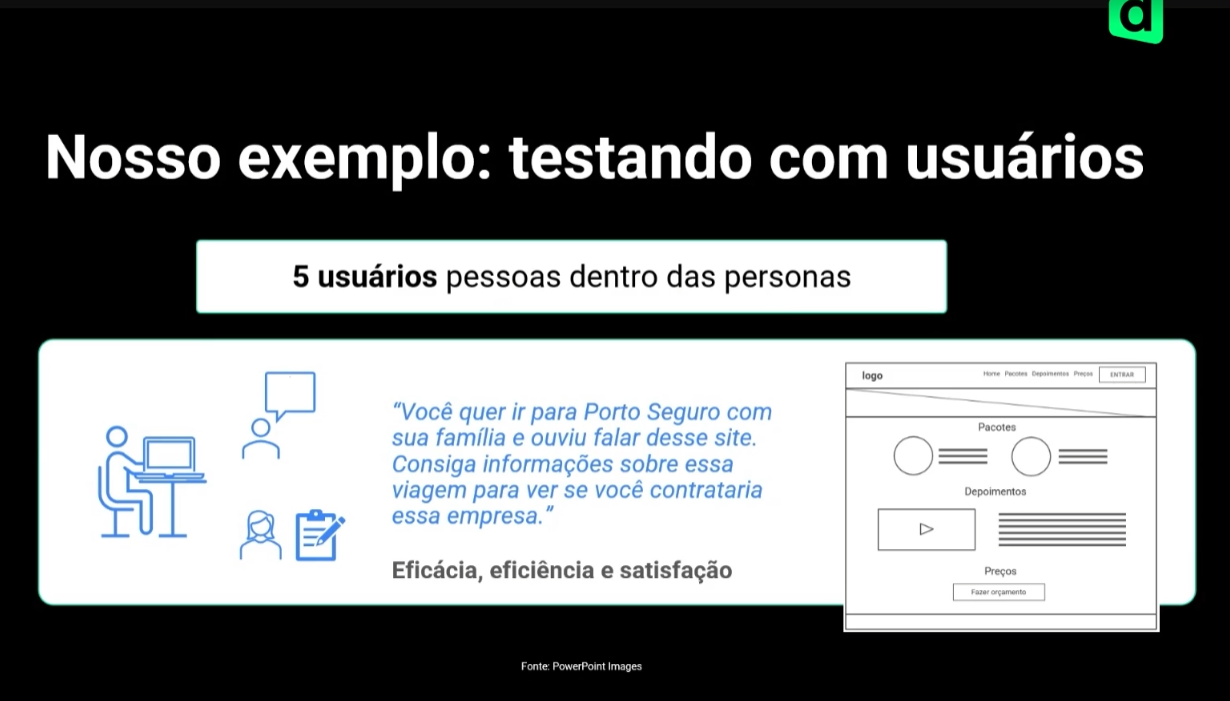 d
Nosso exemplo: testando com usuários
5 usuários pessoas dentro das personas
“Você quer ir para Porto Seguro com
sua família e ouviu falar desse site.
Consiga informações sobre essa
viagem para ver se você contrataria
essa empresa.”
Eficácia, eficiência e satisfação
logo
Home Pacotes Depoimentos Preços ENTRAR
Pacotes
Depoimentos
Preços
Fazer orçamento
Fonte: PowerPoint Images